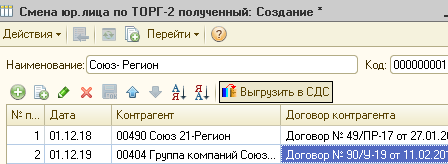 Смена юр.лица по ТОРГ-2 полученный: Создание *
Действия Перейти ?
Наименование: Союз- Регион Код: 000000001
Выгрузить в СДС
№ п... Дата Контрагент Договор контрагента
1 01.12.18 00490 Союз 21-Регион Договор № 49/ПР-17 от 27.01.20
2 01.12.19 00404 Группа компаний Союз... Договор № 90/У-19 от 11.02.20